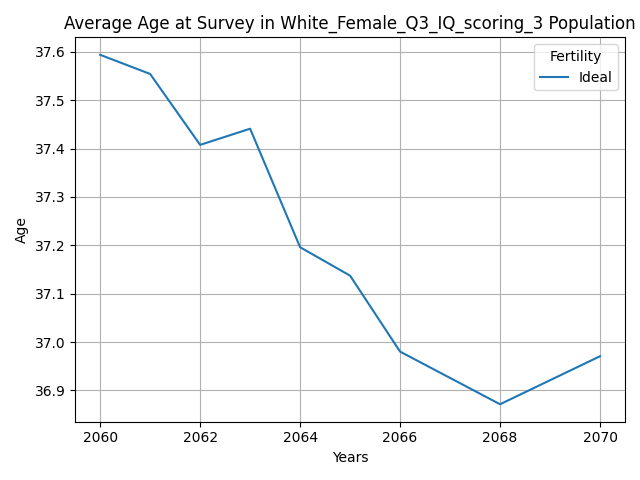 Average Age at Survey in White_Female_Q3_IQ_scoring_3 Population
Fertility
Ideal
37.6
37.5
37.4
37.3
37.2
37.1
37.0
36.9
Age
2060
2062
2064
2066
2068
2070
Years